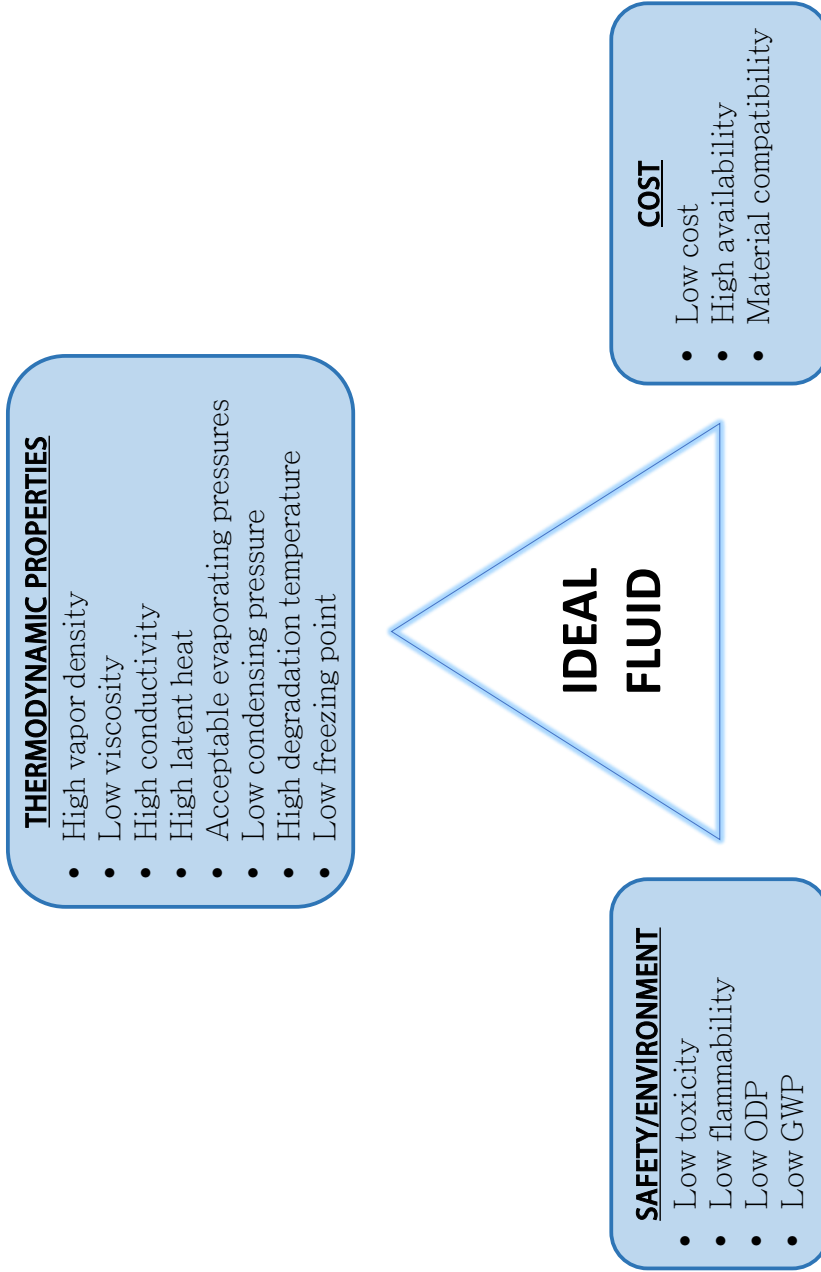 THERMODYNAMIC PROPERTIES
• High vapor density
• Low viscosity
• High conductivity
• High latent heat
• Acceptable evaporating pressures
• Low condensing pressure
• High degradation temperature
• Low freezing point
IDEAL
FLUID
SAFETY/ENVIRONMENT
• Low toxicity
• Low flammability
• Low ODP
• Low GWP
COST
• Low cost
• High availability
• Material compatibility